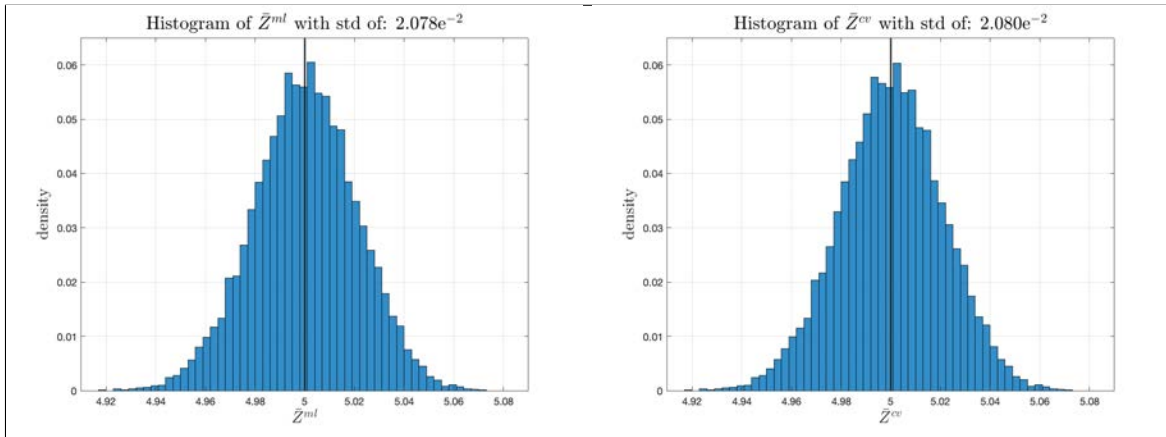 Histogram of Z̄ᵐˡ with std of: 2.078e⁻²
density
0.06
0.05
0.04
0.03
0.02
0.01
0
4.92 4.94 4.96 4.98 5 5.02 5.04 5.06 5.08
Z̄ᵐˡ
Histogram of Z̄ᶜᵛ with std of: 2.080e⁻²
density
0.06
0.05
0.04
0.03
0.02
0.01
0
4.92 4.94 4.96 4.98 5 5.02 5.04 5.06 5.08
Z̄ᶜᵛ